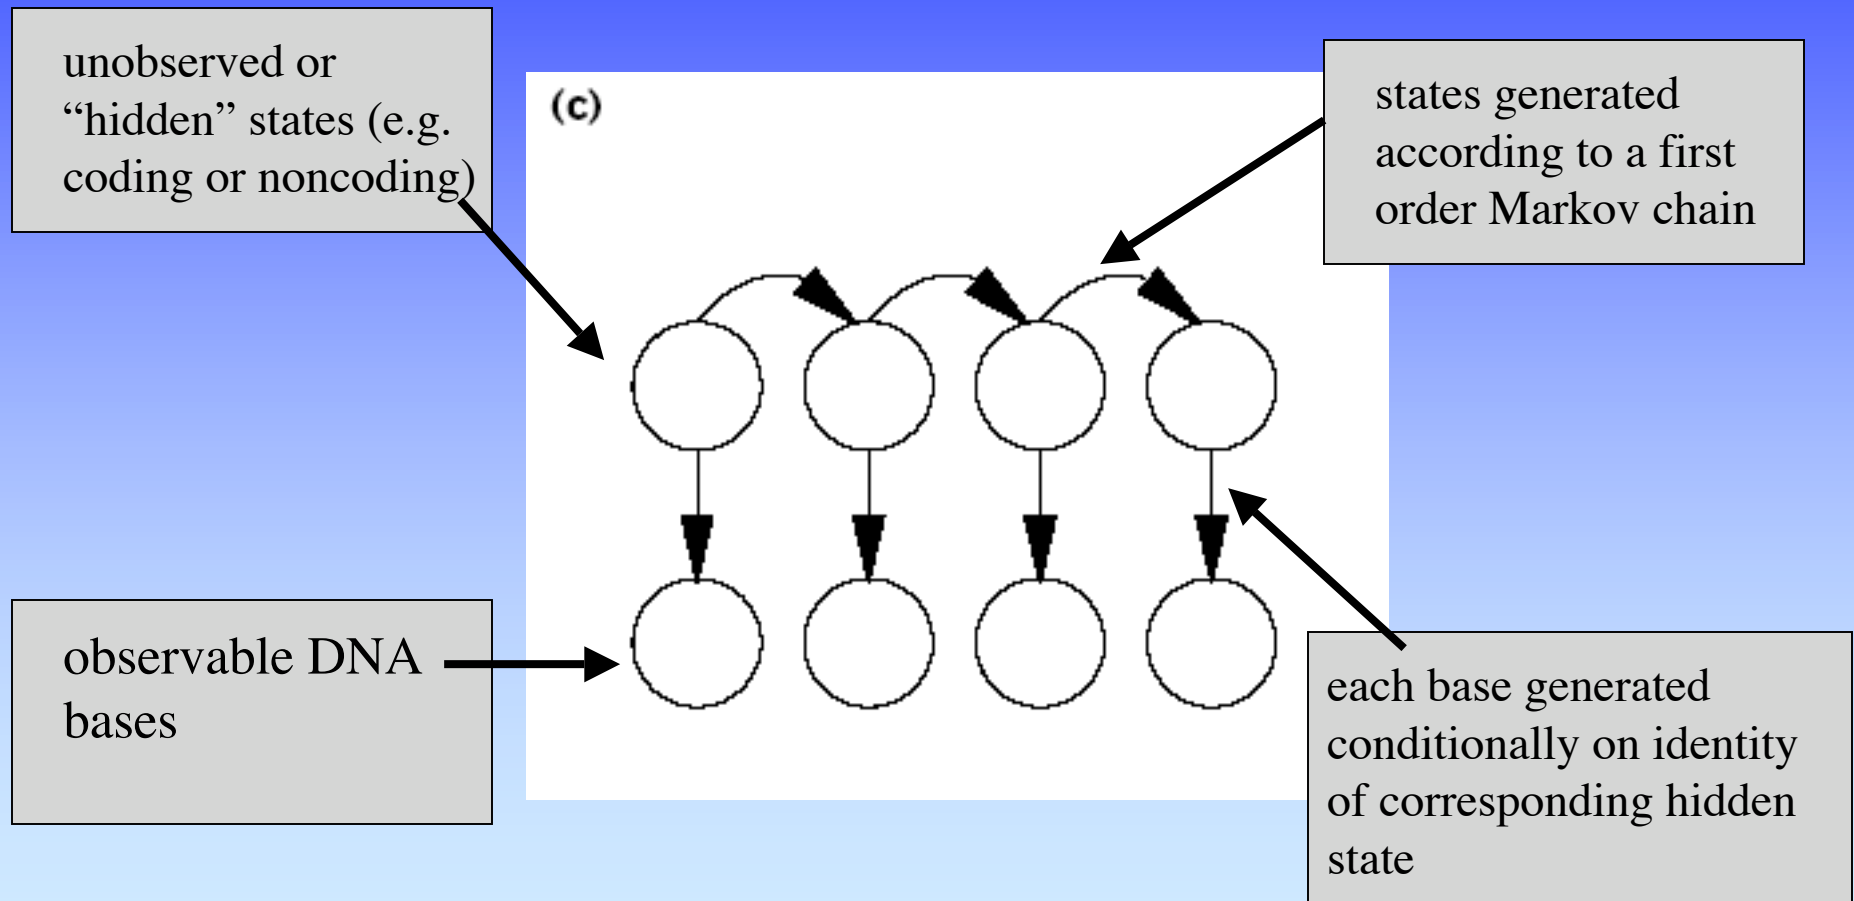 unobserved or
“hidden” states (e.g.
coding or noncoding)
(c)
states generated
according to a first
order Markov chain
observable DNA
bases
each base generated
conditionally on identity
of corresponding hidden
state